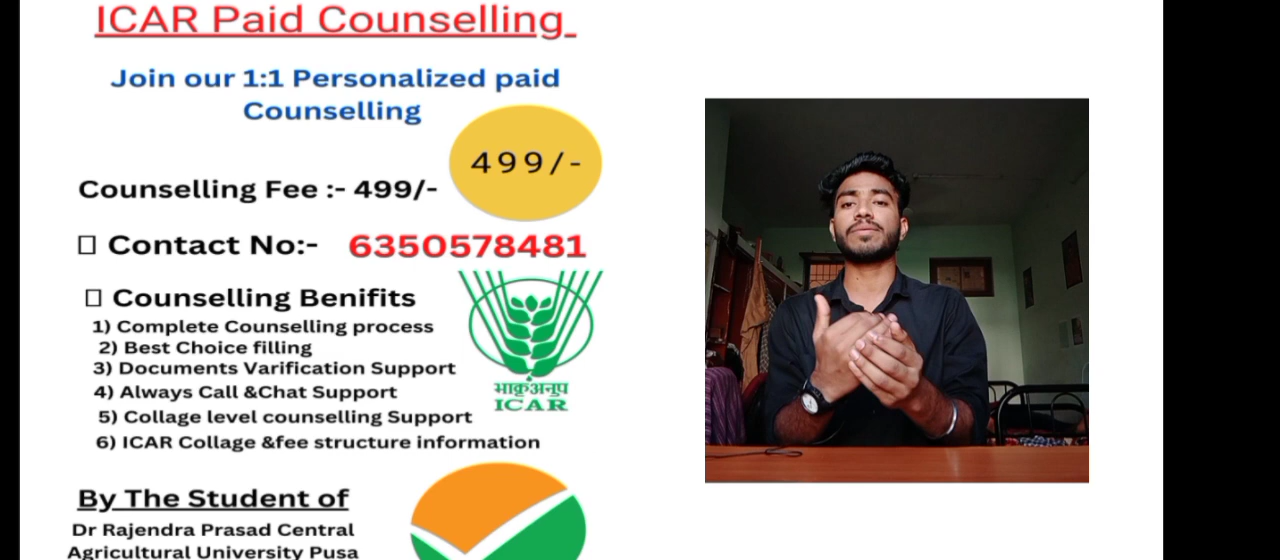 ICAR Paid Counselling
Join our 1:1 Personalized paid
Counselling
499/-
Counselling Fee :- 499/-
Contact No:- 6350578481
Counselling Benifits
1) Complete Counselling process
2) Best Choice filling
3) Documents Varification Support
4) Always Call &Chat Support
5) Collage level counselling Support
6) ICAR Collage &fee structure information
भाकृअनुप
ICAR
By The Student of
Dr Rajendra Prasad Central
Agricultural University Pusa